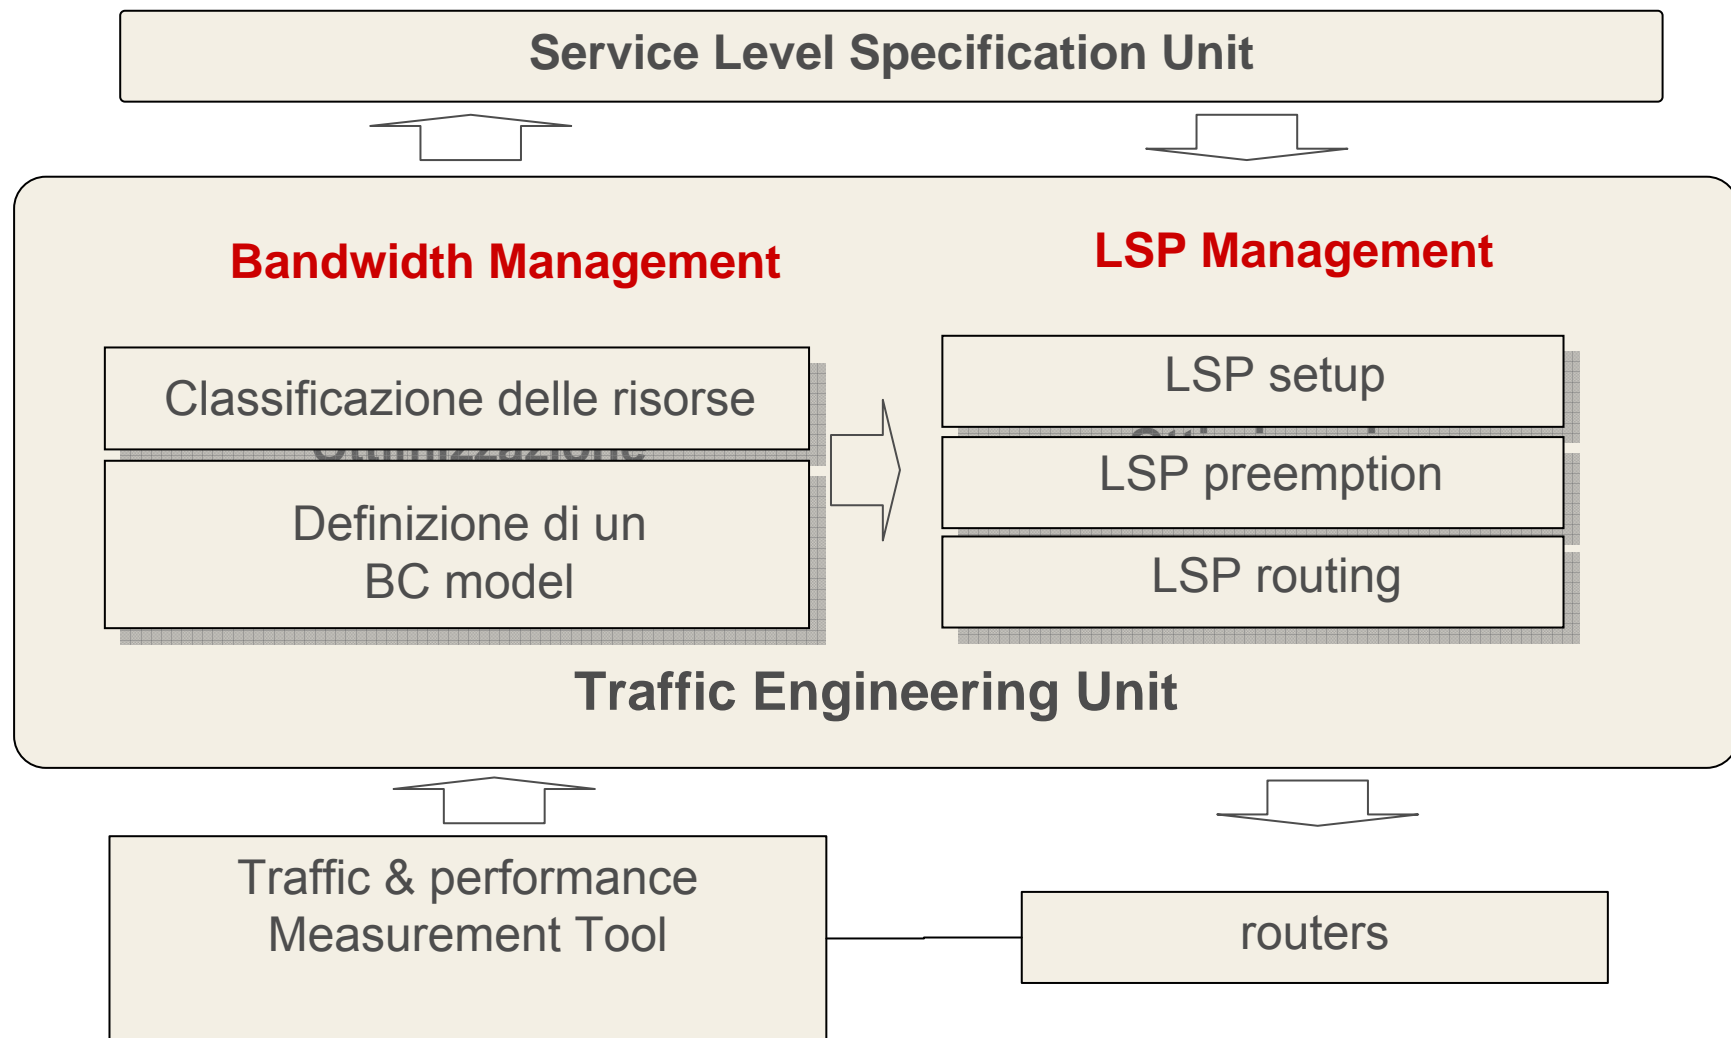 Service Level Specification Unit
Bandwidth Management
LSP Management
Classificazione delle risorse
Definizione di un
BC model
LSP setup
LSP preemption
LSP routing
Traffic Engineering Unit
Traffic & performance
Measurement Tool
routers